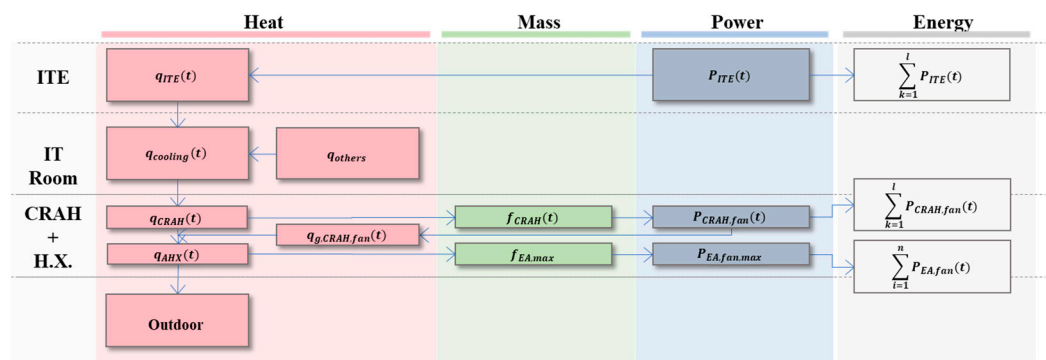 Heat Mass Power Energy
ITE q_ITE(t) P_ITE(t) ∑_{k=1}^{l} P_ITE(t)
IT Room q_cooling(t) q_others
CRAH + H.X. q_CRAH(t) f_CRAH(t) P_CRAH.fan(t) ∑_{k=1}^{l} P_CRAH.fan(t)
q_g.CRAH.fan(t)
q_AHX(t) f_EA.max P_EA.fan.max ∑_{i=1}^{n} P_EA.fan(t)
Outdoor